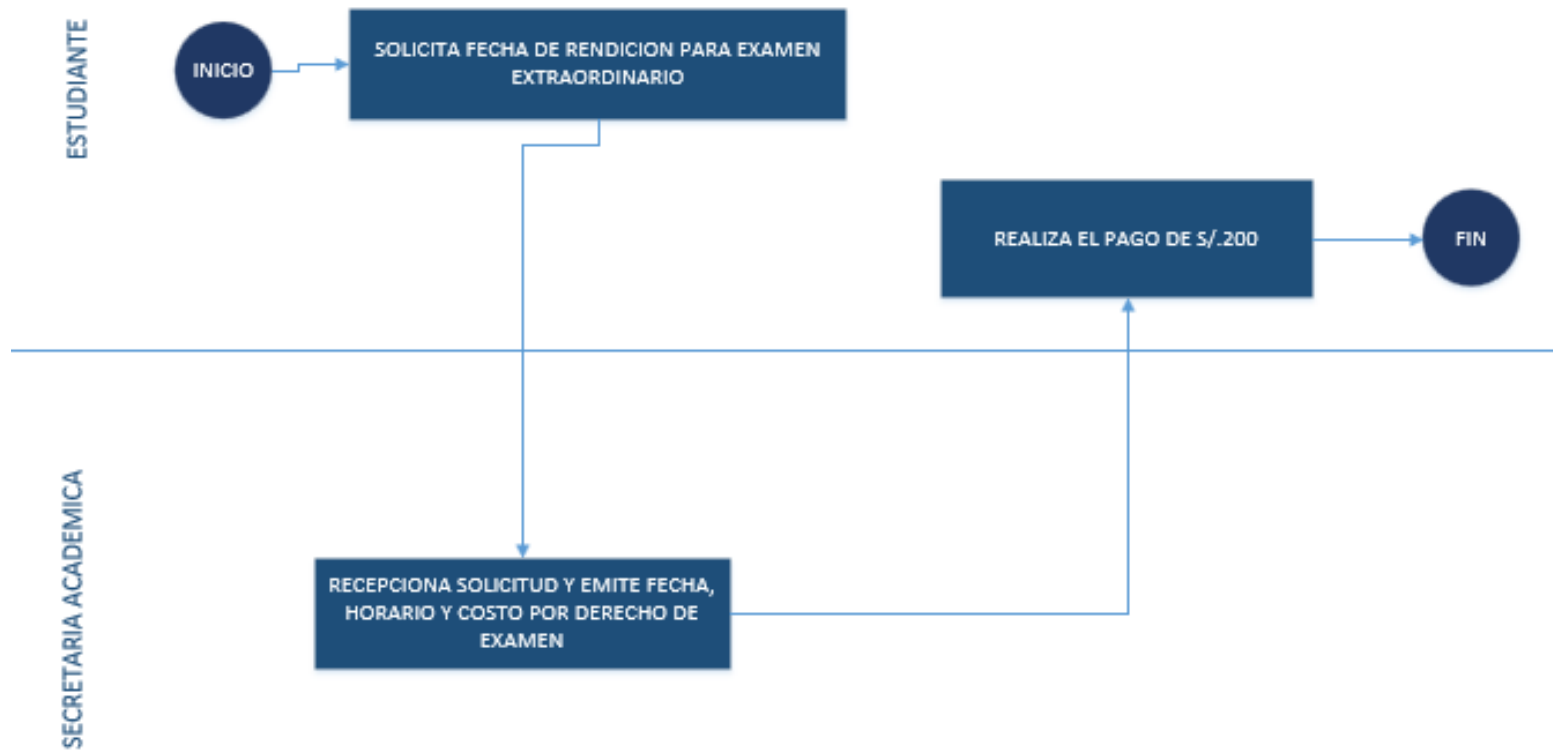 ESTUDIANTE
INICIO
SOLICITA FECHA DE RENDICION PARA EXAMEN
EXTRAORDINARIO
REALIZA EL PAGO DE S/.200
FIN
SECRETARIA ACADEMICA
RECEPCIONA SOLICITUD Y EMITE FECHA,
HORARIO Y COSTO POR DERECHO DE
EXAMEN